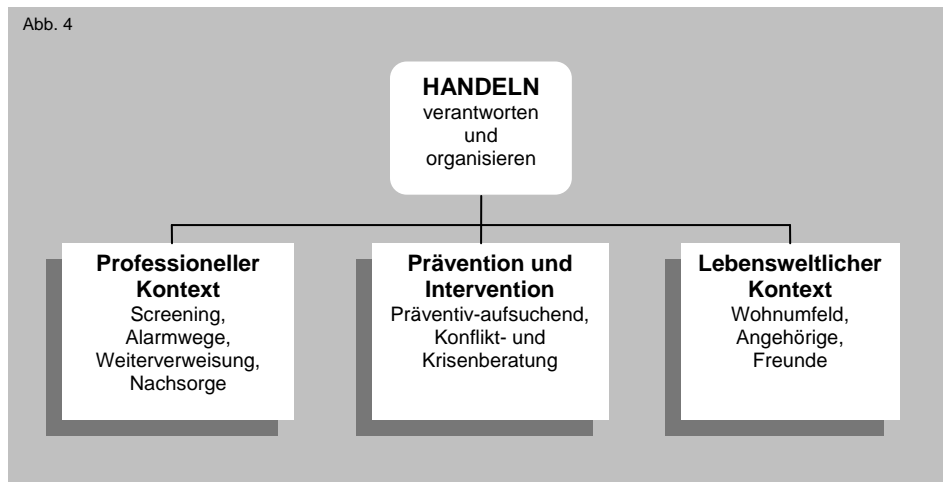 Abb. 4
HANDELN
verantworten
und
organisieren
Professioneller
Kontext
Screening,
Alarmwege,
Weiterverweisung,
Nachsorge
Prävention und
Intervention
Präventiv-aufsuchend,
Konflikt- und
Krisenberatung
Lebensweltlicher
Kontext
Wohnumfeld,
Angehörige,
Freunde